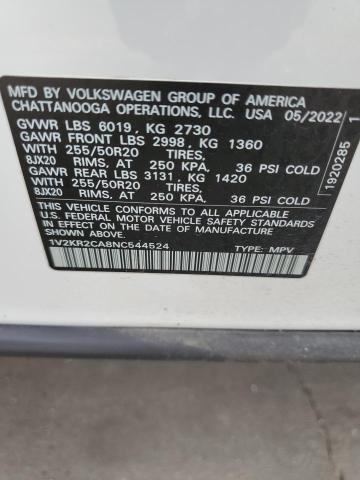 MFD BY VOLKSWAGEN GROUP OF AMERICA
CHATTANOOGA OPERATIONS, LLC. USA 05/2022
GVWR LBS 6019, KG 2730
GAWR FRONT LBS 2998, KG 1360
WITH 255/50R20 TIRES,
8JX20 RIMS, AT 250 KPA, 36 PSI COLD
GAWR REAR LBS 3131, KG 1420
WITH 255/50R20 TIRES,
8JX20 RIMS, AT 250 KPA, 36 PSI COLD
THIS VEHICLE CONFORMS TO ALL APPLICABLE
U.S. FEDERAL MOTOR VEHICLE SAFETY STANDARDS
IN EFFECT ON THE DATE OF MANUFACTURE
SHOWN ABOVE.
1V2KR2CA8NC544524 TYPE: MPV
1920285 1